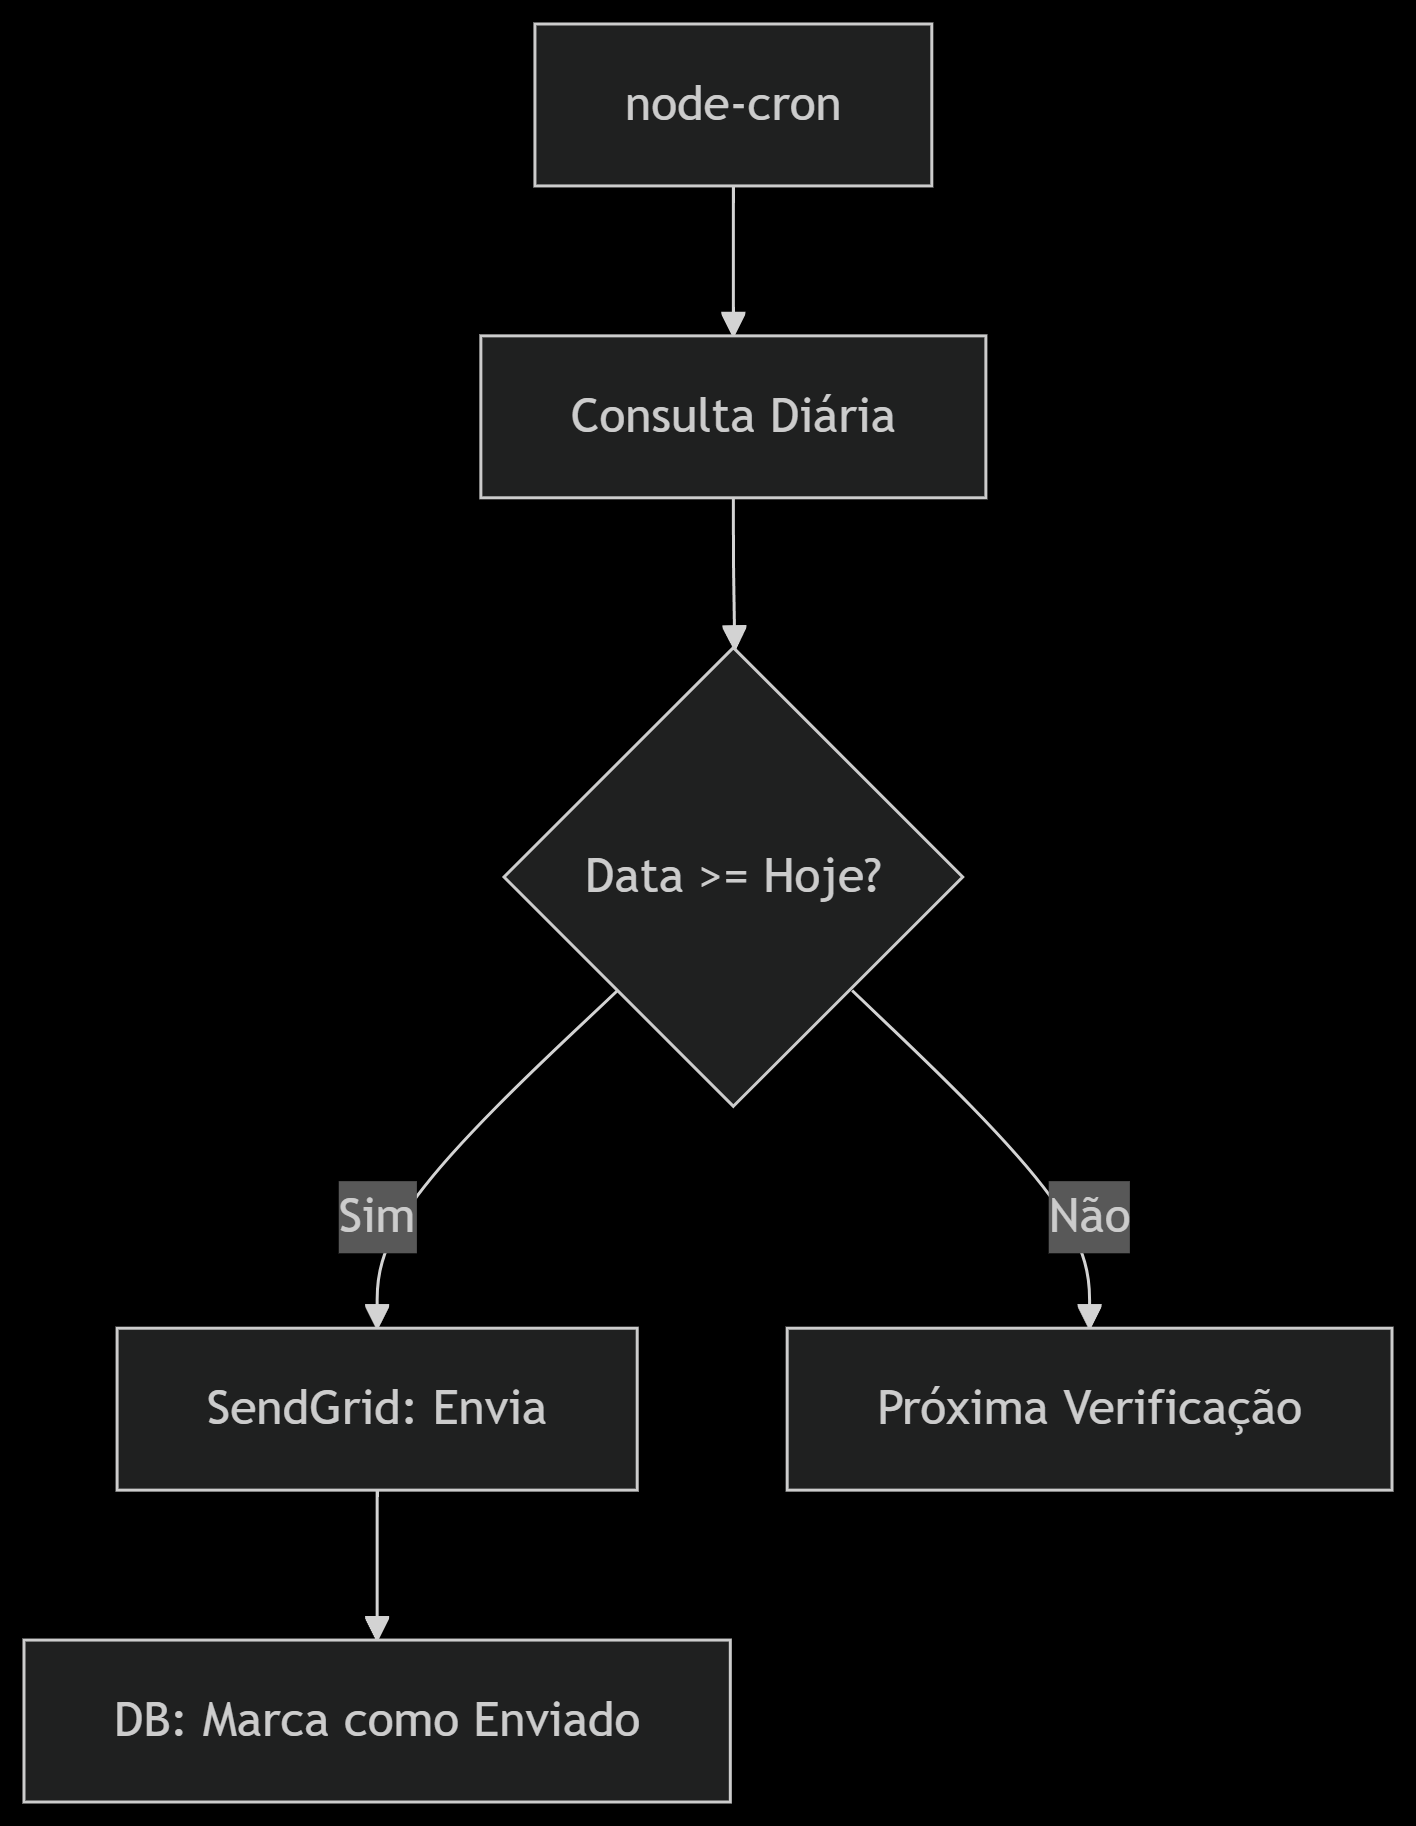 node-cron
Consulta Diária
Data >= Hoje?
Sim
Não
SendGrid: Envia
Próxima Verificação
DB: Marca como Enviado